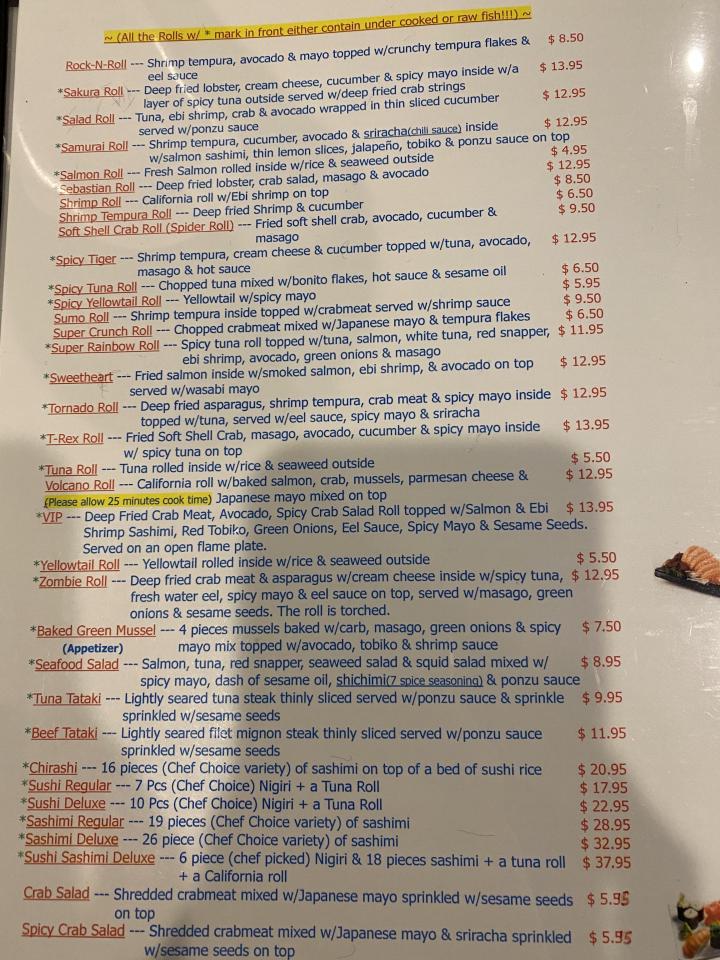 ~ (All the Rolls w/ * mark in front either contain under cooked or raw fish!!!) ~
Rock-N-Roll --- Shrimp tempura, avocado & mayo topped w/crunchy tempura flakes & $ 8.50
eel sauce
*Sakura Roll --- Deep fried lobster, cream cheese, cucumber & spicy mayo inside w/a $ 13.95
layer of spicy tuna outside served w/deep fried crab strings
*Salad Roll --- Tuna, ebi shrimp, crab & avocado wrapped in thin sliced cucumber $ 12.95
served w/ponzu sauce
*Samurai Roll --- Shrimp tempura, cucumber, avocado & sriracha(chili sauce) inside $ 12.95
w/salmon sashimi, thin lemon slices, jalapeño, tobiko & ponzu sauce on top
*Salmon Roll --- Fresh Salmon rolled inside w/rice & seaweed outside $ 4.95
Sebastian Roll --- Deep fried lobster, crab salad, masago & avocado $ 12.95
Shrimp Roll --- California roll w/Ebi shrimp on top $ 8.50
Shrimp Tempura Roll --- Deep fried Shrimp & cucumber $ 6.50
Soft Shell Crab Roll (Spider Roll) --- Fried soft shell crab, avocado, cucumber & $ 9.50
masago
*Spicy Tiger --- Shrimp tempura, cream cheese & cucumber topped w/tuna, avocado, $ 12.95
masago & hot sauce
*Spicy Tuna Roll --- Chopped tuna mixed w/bonito flakes, hot sauce & sesame oil $ 6.50
*Spicy Yellowtail Roll --- Yellowtail w/spicy mayo $ 5.95
Sumo Roll --- Shrimp tempura inside topped w/crabmeat served w/shrimp sauce $ 9.50
Super Crunch Roll --- Chopped crabmeat mixed w/Japanese mayo & tempura flakes $ 6.50
*Super Rainbow Roll --- Spicy tuna roll topped w/tuna, salmon, white tuna, red snapper, $ 11.95
ebi shrimp, avocado, green onions & masago
*Sweetheart --- Fried salmon inside w/smoked salmon, ebi shrimp, & avocado on top $ 12.95
served w/wasabi mayo
*Tornado Roll --- Deep fried asparagus, shrimp tempura, crab meat & spicy mayo inside $ 12.95
topped w/tuna, served w/eel sauce, spicy mayo & sriracha
*T-Rex Roll --- Fried Soft Shell Crab, masago, avocado, cucumber & spicy mayo inside $ 13.95
w/ spicy tuna on top
*Tuna Roll --- Tuna rolled inside w/rice & seaweed outside $ 5.50
Volcano Roll --- California roll w/baked salmon, crab, mussels, parmesan cheese & $ 12.95
(Please allow 25 minutes cook time) Japanese mayo mixed on top
*VIP --- Deep Fried Crab Meat, Avocado, Spicy Crab Salad Roll topped w/Salmon & Ebi $ 13.95
Shrimp Sashimi, Red Tobiko, Green Onions, Eel Sauce, Spicy Mayo & Sesame Seeds.
Served on an open flame plate.
*Yellowtail Roll --- Yellowtail rolled inside w/rice & seaweed outside $ 5.50
*Zombie Roll --- Deep fried crab meat & asparagus w/cream cheese inside w/spicy tuna, $ 12.95
fresh water eel, spicy mayo & eel sauce on top, served w/masago, green
onions & sesame seeds. The roll is torched.
*Baked Green Mussel --- 4 pieces mussels baked w/carb, masago, green onions & spicy $ 7.50
(Appetizer) mayo mix topped w/avocado, tobiko & shrimp sauce
*Seafood Salad --- Salmon, tuna, red snapper, seaweed salad & squid salad mixed w/ $ 8.95
spicy mayo, dash of sesame oil, shichimi(7 spice seasoning) & ponzu sauce
*Tuna Tataki --- Lightly seared tuna steak thinly sliced served w/ponzu sauce & sprinkle $ 9.95
sprinkled w/sesame seeds
*Beef Tataki --- Lightly seared filet mignon steak thinly sliced served w/ponzu sauce $ 11.95
sprinkled w/sesame seeds
*Chirashi --- 16 pieces (Chef Choice variety) of sashimi on top of a bed of sushi rice $ 20.95
*Sushi Regular --- 7 Pcs (Chef Choice) Nigiri + a Tuna Roll $ 17.95
*Sushi Deluxe --- 10 Pcs (Chef Choice) Nigiri + a Tuna Roll $ 22.95
*Sashimi Regular --- 19 pieces (Chef Choice variety) of sashimi $ 28.95
*Sashimi Deluxe --- 26 piece (Chef Choice variety) of sashimi $ 32.95
*Sushi Sashimi Deluxe --- 6 piece (chef picked) Nigiri & 18 pieces sashimi + a tuna roll $ 37.95
+ a California roll
Crab Salad --- Shredded crabmeat mixed w/Japanese mayo sprinkled w/sesame seeds $ 5.95
on top
Spicy Crab Salad --- Shredded crabmeat mixed w/Japanese mayo & sriracha sprinkled $ 5.95
w/sesame seeds on top